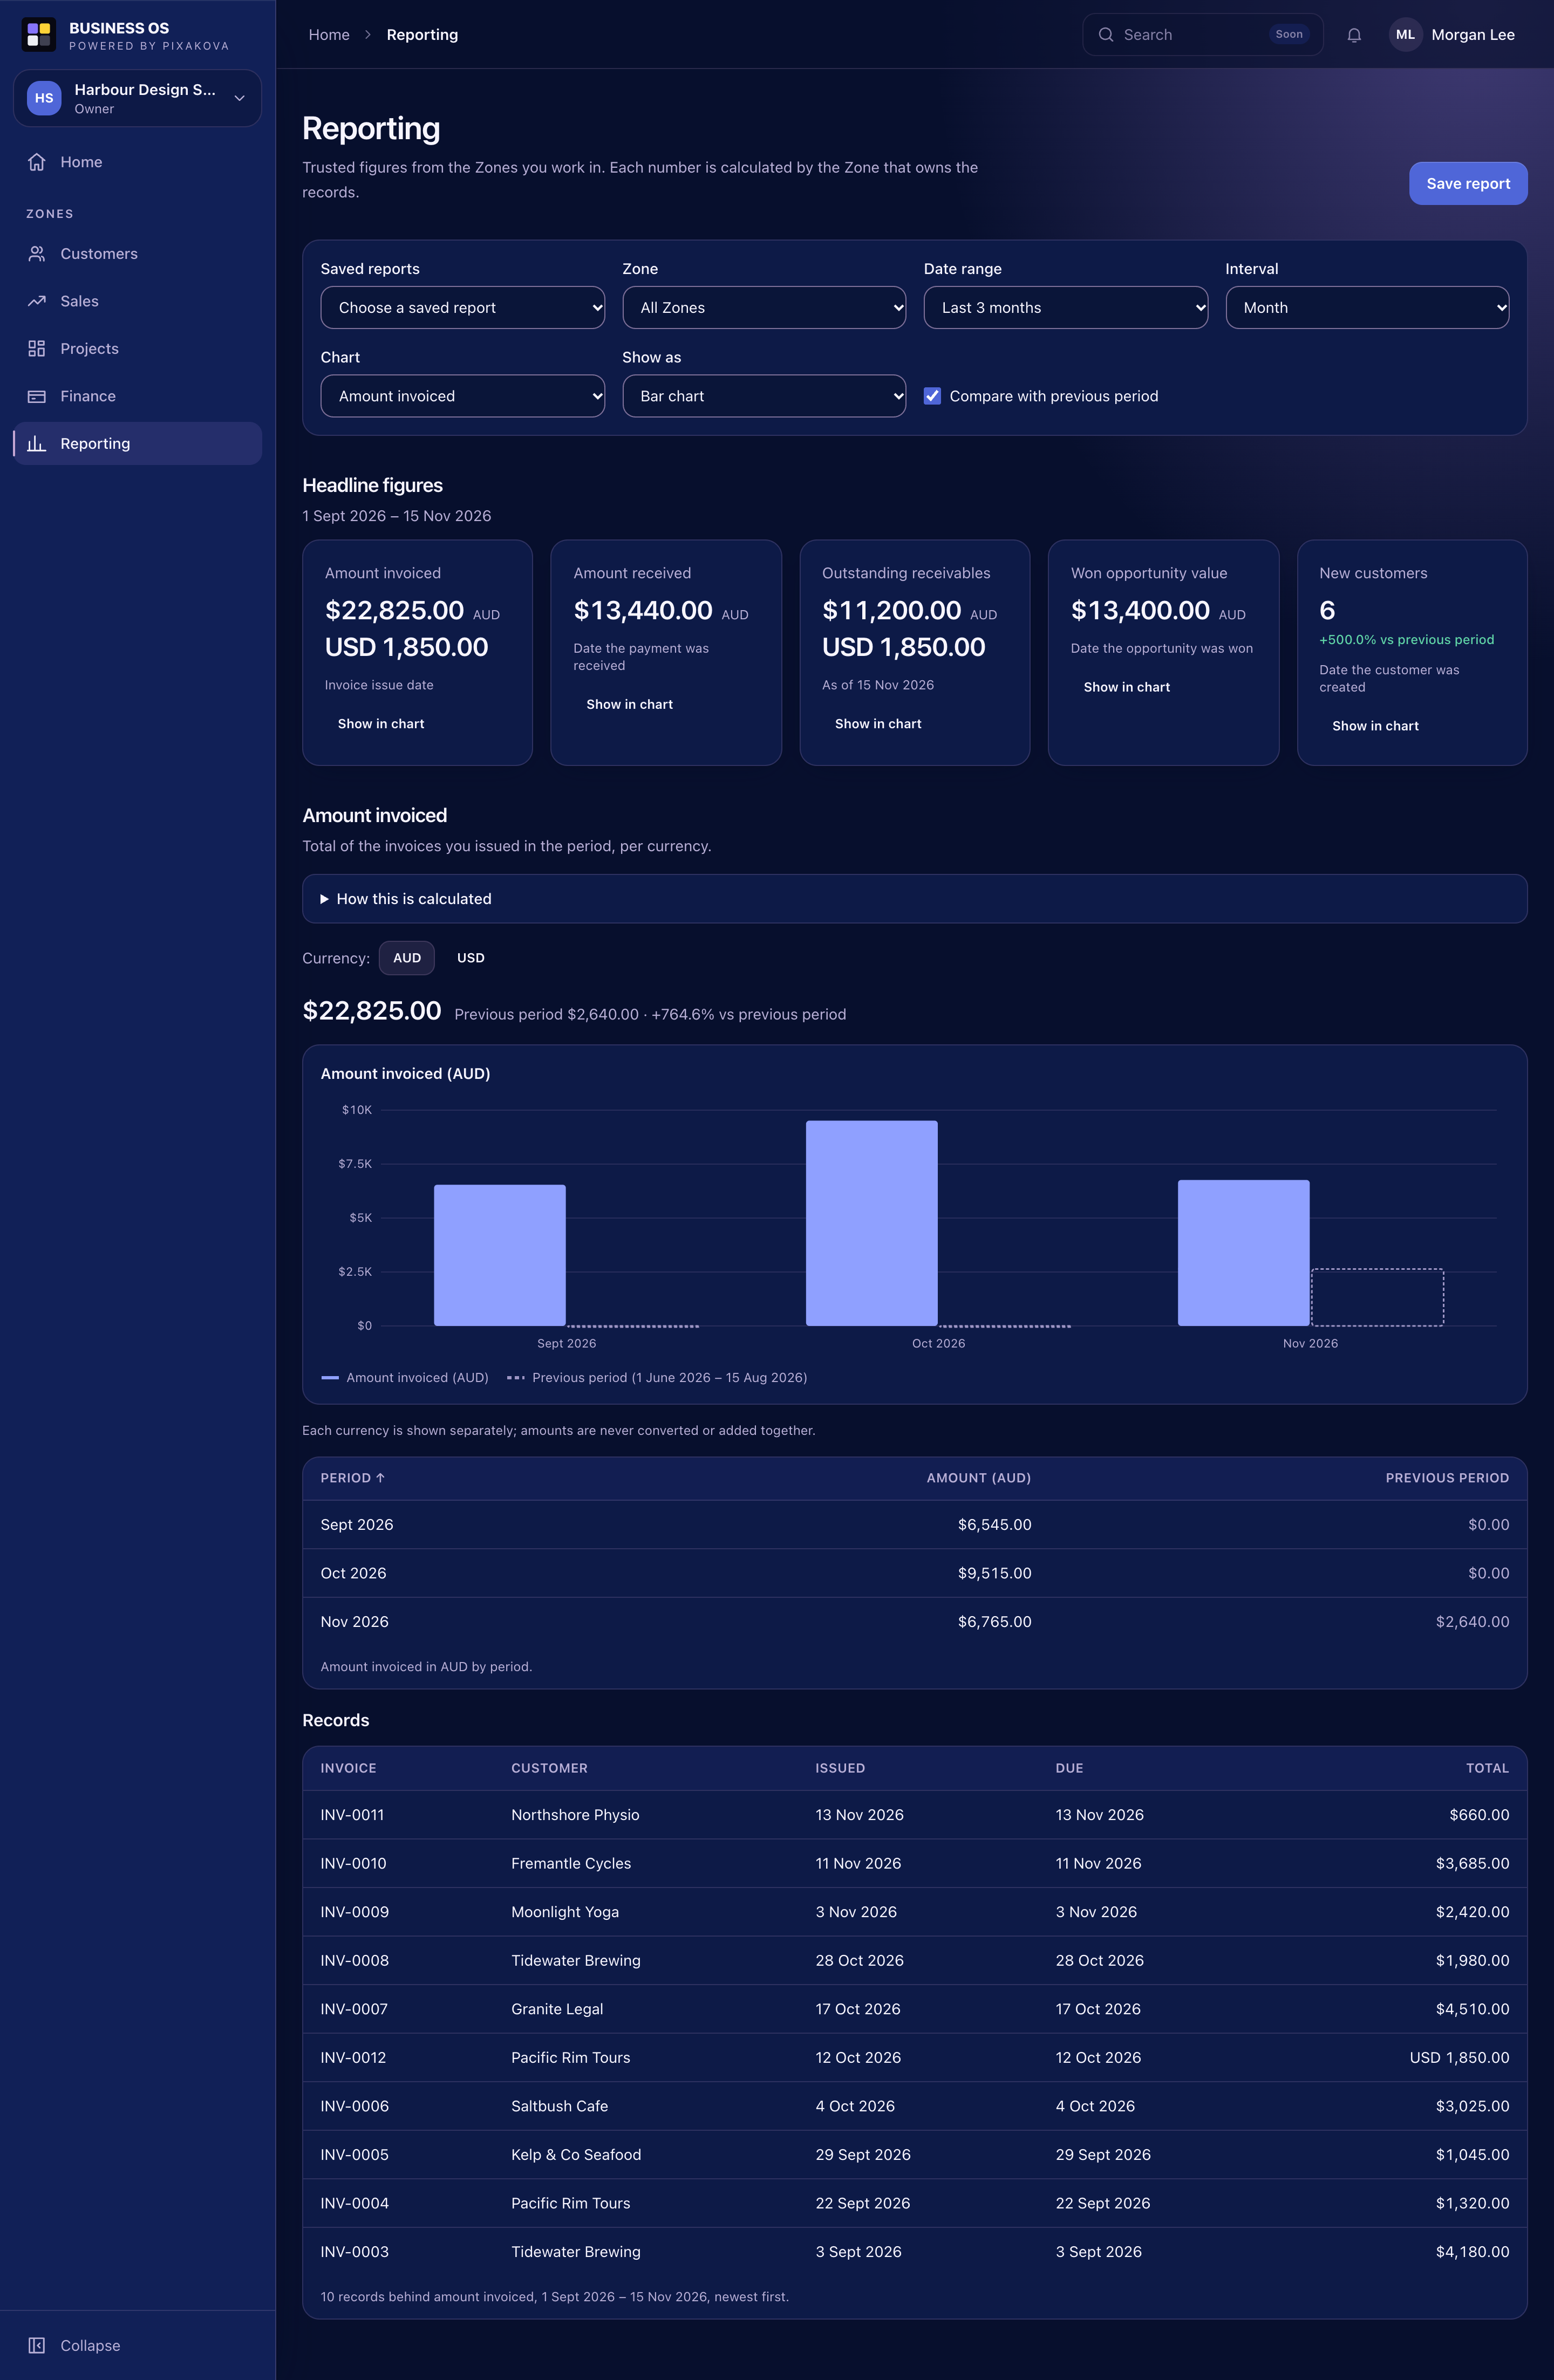 BUSINESS OS
POWERED BY PIXAKOVA
HS
Harbour Design S...
Owner
Home
ZONES
Customers
Sales
Projects
Finance
Reporting
Collapse
Home > Reporting
Search
Soon
ML
Morgan Lee
Reporting
Trusted figures from the Zones you work in. Each number is calculated by the Zone that owns the
records.
Save report
Saved reports
Choose a saved report
Zone
All Zones
Date range
Last 3 months
Interval
Month
Chart
Amount invoiced
Show as
Bar chart
Compare with previous period
Headline figures
1 Sept 2026 – 15 Nov 2026
Amount invoiced
$22,825.00 AUD
USD 1,850.00
Invoice issue date
Show in chart
Amount received
$13,440.00 AUD
Date the payment was
received
Show in chart
Outstanding receivables
$11,200.00 AUD
USD 1,850.00
As of 15 Nov 2026
Show in chart
Won opportunity value
$13,400.00 AUD
Date the opportunity was won
Show in chart
New customers
6
+500.0% vs previous period
Date the customer was
created
Show in chart
Amount invoiced
Total of the invoices you issued in the period, per currency.
How this is calculated
Currency: AUD USD
$22,825.00 Previous period $2,640.00 · +764.6% vs previous period
Amount invoiced (AUD)
$10K
$7.5K
$5K
$2.5K
$0
Sept 2026 Oct 2026 Nov 2026
Amount invoiced (AUD) Previous period (1 June 2026 – 15 Aug 2026)
Each currency is shown separately; amounts are never converted or added together.
PERIOD ↑ AMOUNT (AUD) PREVIOUS PERIOD
Sept 2026 $6,545.00 $0.00
Oct 2026 $9,515.00 $0.00
Nov 2026 $6,765.00 $2,640.00
Amount invoiced in AUD by period.
Records
INVOICE CUSTOMER ISSUED DUE TOTAL
INV-0011 Northshore Physio 13 Nov 2026 13 Nov 2026 $660.00
INV-0010 Fremantle Cycles 11 Nov 2026 11 Nov 2026 $3,685.00
INV-0009 Moonlight Yoga 3 Nov 2026 3 Nov 2026 $2,420.00
INV-0008 Tidewater Brewing 28 Oct 2026 28 Oct 2026 $1,980.00
INV-0007 Granite Legal 17 Oct 2026 17 Oct 2026 $4,510.00
INV-0012 Pacific Rim Tours 12 Oct 2026 12 Oct 2026 USD 1,850.00
INV-0006 Saltbush Cafe 4 Oct 2026 4 Oct 2026 $3,025.00
INV-0005 Kelp & Co Seafood 29 Sept 2026 29 Sept 2026 $1,045.00
INV-0004 Pacific Rim Tours 22 Sept 2026 22 Sept 2026 $1,320.00
INV-0003 Tidewater Brewing 3 Sept 2026 3 Sept 2026 $4,180.00
10 records behind amount invoiced, 1 Sept 2026 – 15 Nov 2026, newest first.